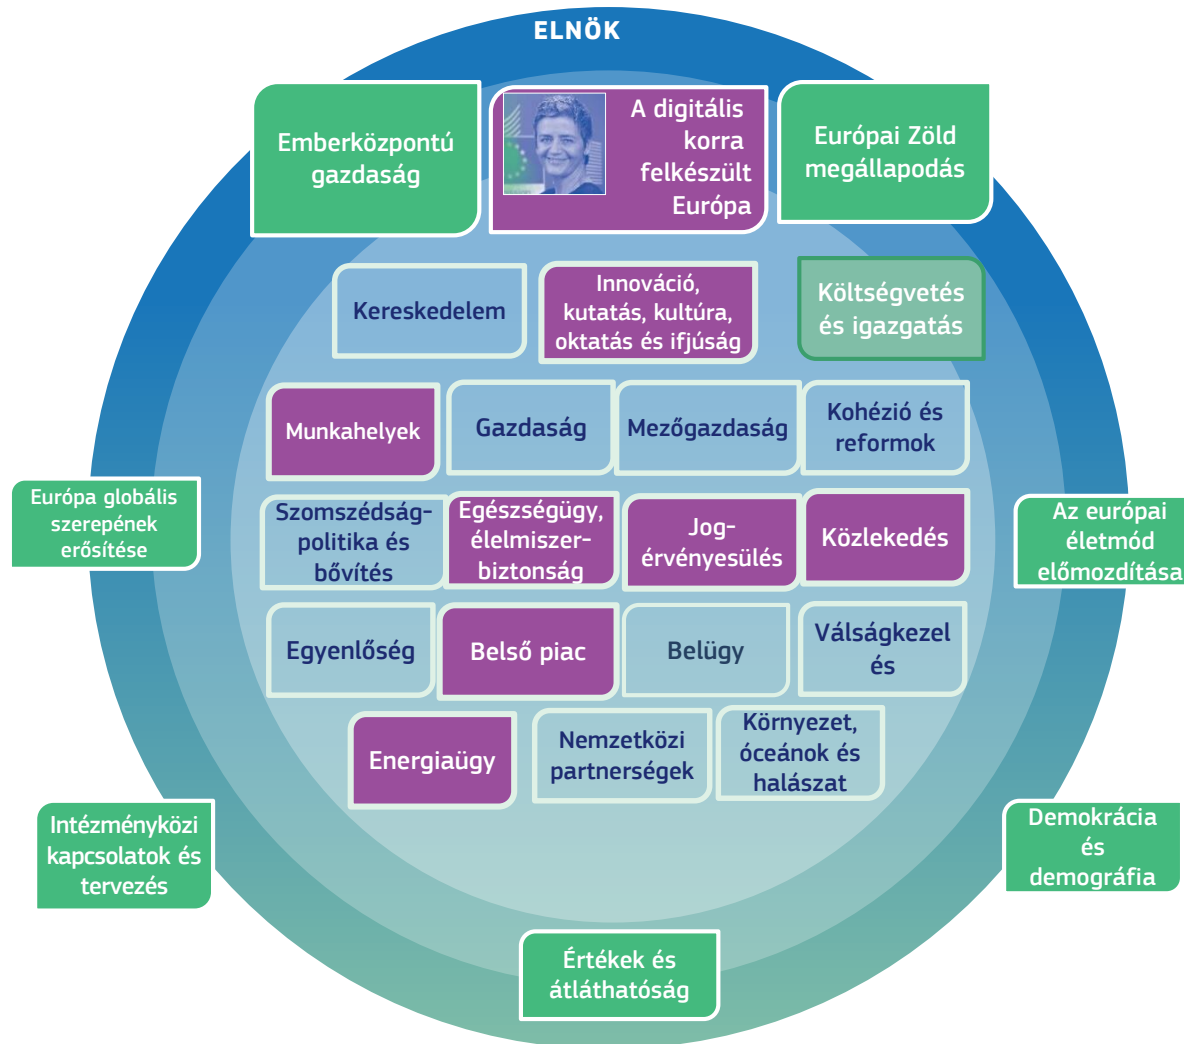 ELNÖK
Emberközpontú
gazdaság
A digitális
korra
felkészült
Európa
Európai Zöld
megállapodás
Kereskedelem
Innováció,
kutatás, kultúra,
oktatás és ifjúság
Költségvetés
és igazgatás
Munkahelyek
Gazdaság
Mezőgazdaság
Kohézió és
reformok
Európa globális
szerepének
erősítése
Szomszédság-
politika és
bővítés
Egészségügy,
élelmiszer-
biztonság
Jog-
érvényesülés
Közlekedés
Az európai
életmód
előmozdítása
Egyenlőség
Belső piac
Belügy
Válságkezel
és
Energiaügy
Nemzetközi
partnerségek
Környezet,
óceánok és
halászat
Intézményközi
kapcsolatok és
tervezés
Demokrácia
és
demográfia
Értékek és
átláthatóság